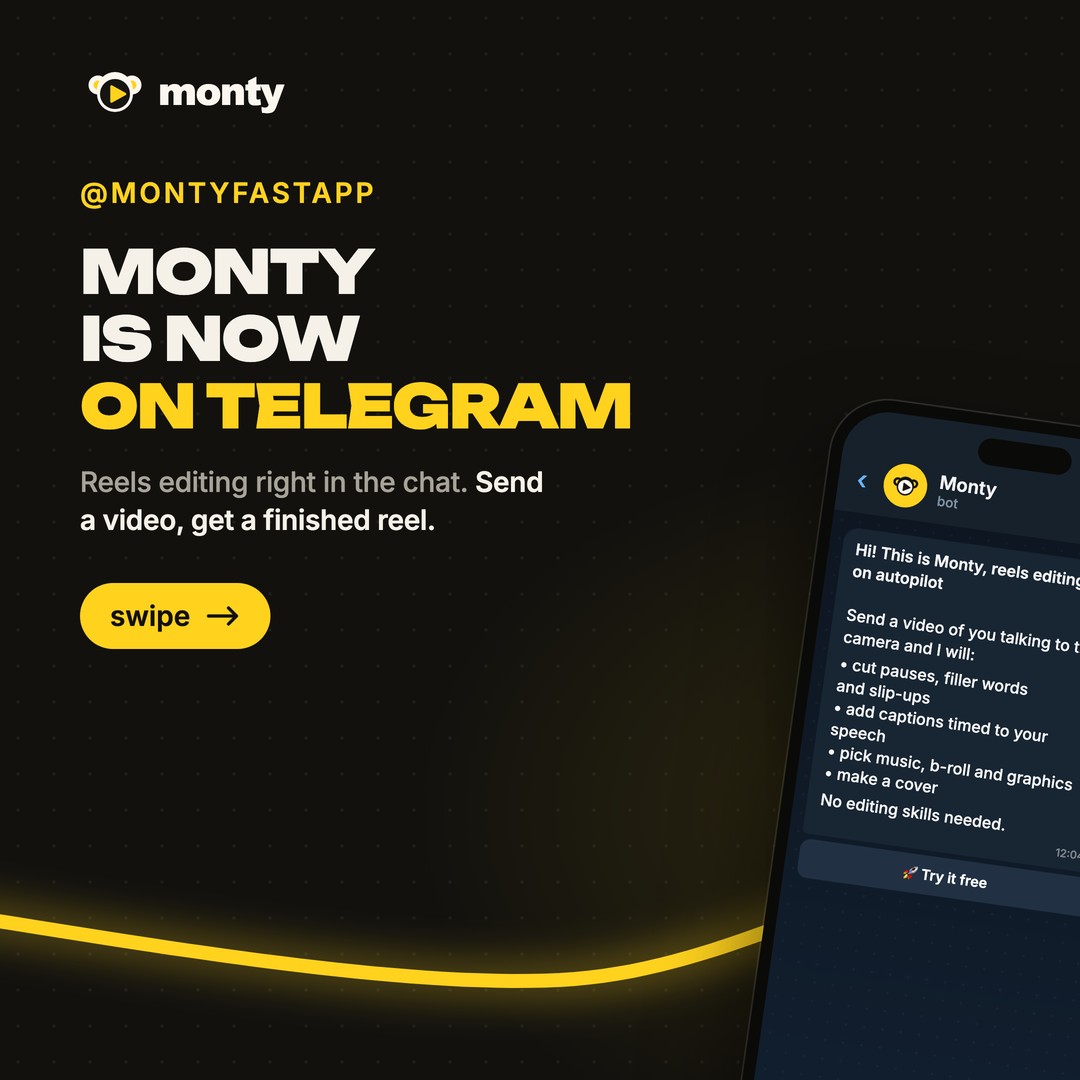 monty
@MONTYFASTAPP
MONTY
IS NOW
ON TELEGRAM
Reels editing right in the chat. Send
a video, get a finished reel.
swipe →
Monty
bot
Hi! This is Monty, reels editing
on autopilot
Send a video of you talking to
camera and I will:
• cut pauses, filler words
and slip-ups
• add captions timed to your
speech
• pick music, b-roll and graphics
• make a cover
No editing skills needed.
🚀 Try it free